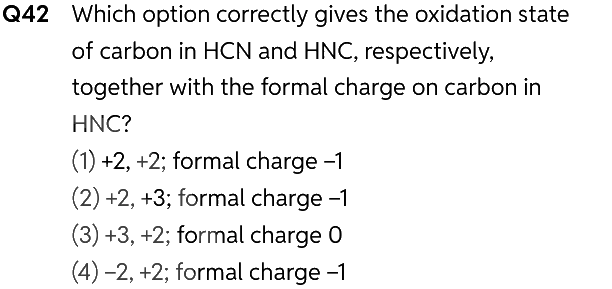 Q42 Which option correctly gives the oxidation state
of carbon in HCN and HNC, respectively,
together with the formal charge on carbon in
HNC?
(1) +2, +2; formal charge –1
(2) +2, +3; formal charge –1
(3) +3, +2; formal charge 0
(4) –2, +2; formal charge –1